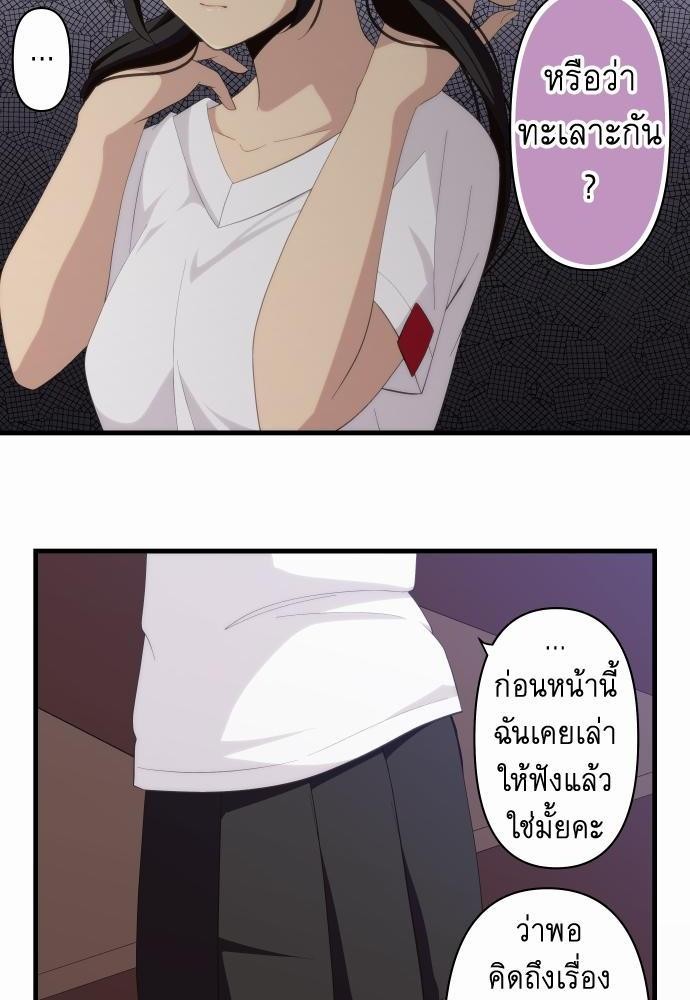 หรือว่า
ทะเลาะกัน
?
...
...
ก่อนหน้านี้
ฉันเคยเล่า
ให้ฟังแล้ว
ใช่มั้ยคะ
ว่าพอ
คิดถึงเรื่อง